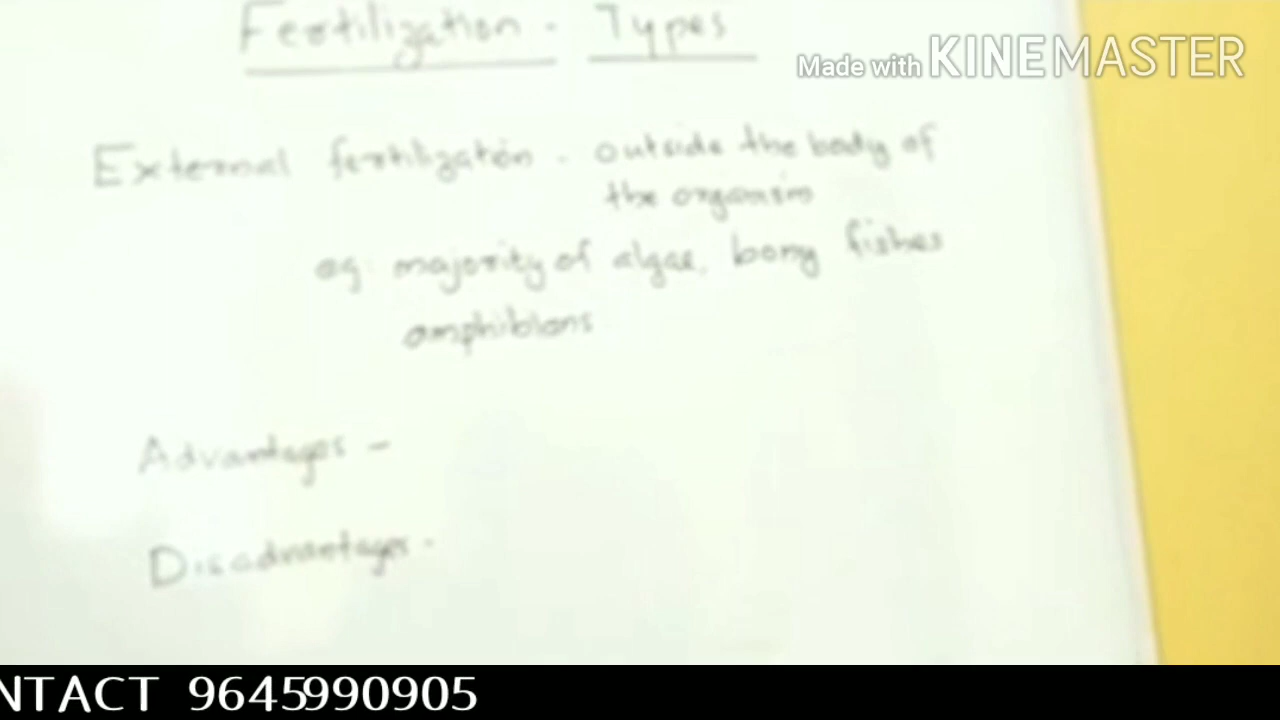 Fertilization - Types
Made with KINEMASTER
External fertilization - outside the body of
the organism
eg majority of algae, bony fishes
amphibians
Advantages -
Disadvantages -
NTACT 9645990905